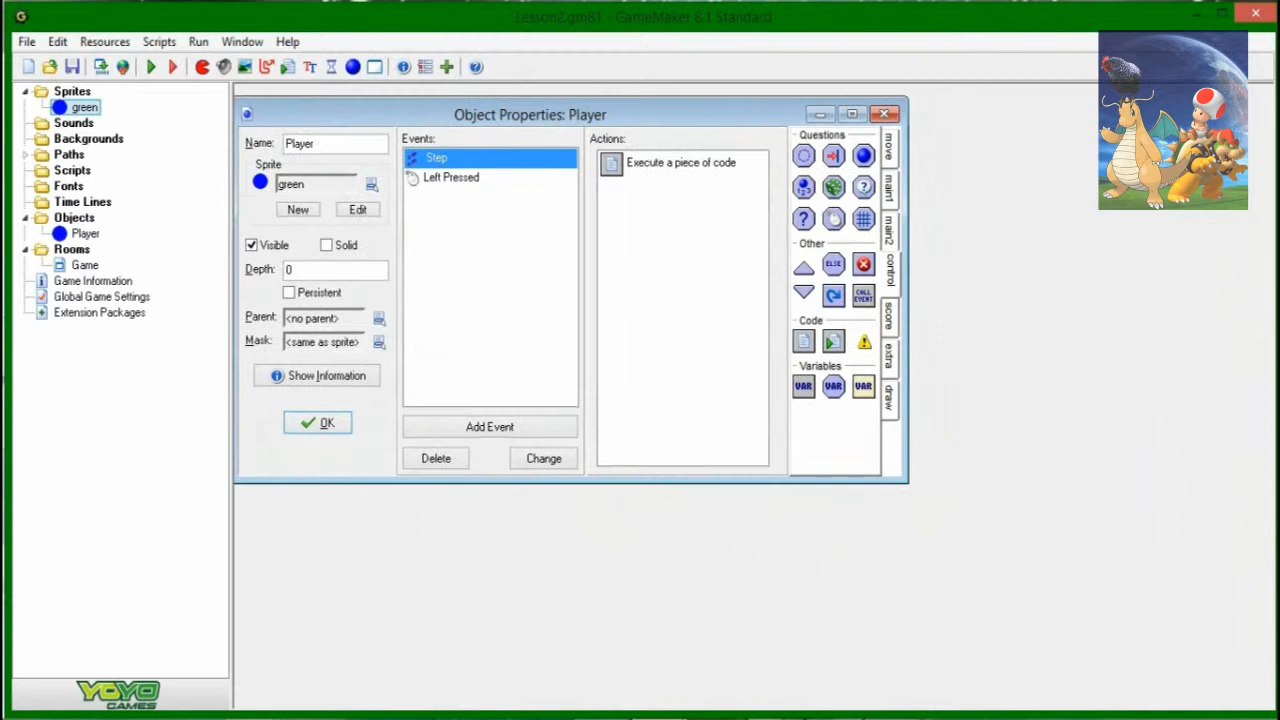 Lesson2.gm81 - GameMaker 8.1 Standard
File Edit Resources Scripts Run Window Help
Sprites
green
Sounds
Backgrounds
Paths
Scripts
Fonts
Time Lines
Objects
Player
Rooms
Game
Game Information
Global Game Settings
Extension Packages
YOYO
GAMES
Object Properties: Player
Name: Player
Sprite
green
New Edit
Visible Solid
Depth: 0
Persistent
Parent: <no parent>
Mask: <same as sprite>
Show Information
OK
Events:
Step
Left Pressed
Add Event
Delete Change
Actions:
Execute a piece of code
Questions
Other
ELSE
CALL
EVENT
Code
Variables
VAR VAR VAR
move
main1
main2
control
score
extra
draw